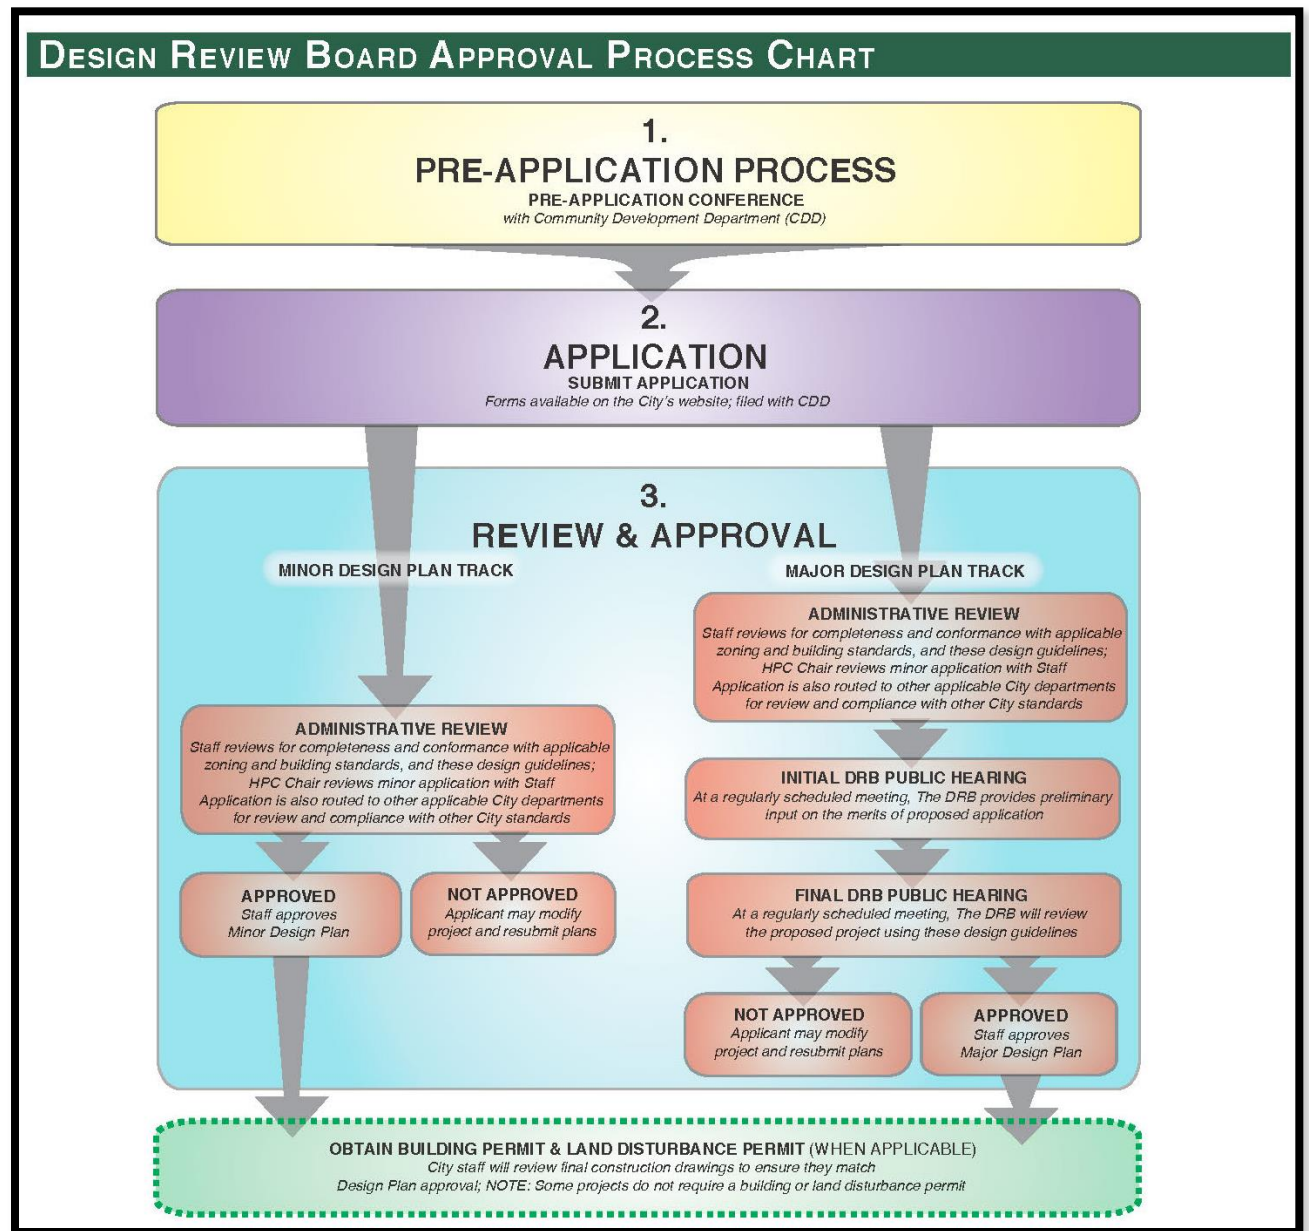 DESIGN REVIEW BOARD APPROVAL PROCESS CHART
1.
PRE-APPLICATION PROCESS
PRE-APPLICATION CONFERENCE
with Community Development Department (CDD)
2.
APPLICATION
SUBMIT APPLICATION
Forms available on the City's website; filed with CDD
3.
REVIEW & APPROVAL
MINOR DESIGN PLAN TRACK
ADMINISTRATIVE REVIEW
Staff reviews for completeness and conformance with applicable
zoning and building standards, and these design guidelines;
HPC Chair reviews minor application with Staff
Application is also routed to other applicable City departments
for review and compliance with other City standards
APPROVED
Staff approves
Minor Design Plan
NOT APPROVED
Applicant may modify
project and resubmit plans
MAJOR DESIGN PLAN TRACK
ADMINISTRATIVE REVIEW
Staff reviews for completeness and conformance with applicable
zoning and building standards, and these design guidelines;
HPC Chair reviews minor application with Staff
Application is also routed to other applicable City departments
for review and compliance with other City standards
INITIAL DRB PUBLIC HEARING
At a regularly scheduled meeting, The DRB provides preliminary
input on the merits of proposed application
FINAL DRB PUBLIC HEARING
At a regularly scheduled meeting, The DRB will review
the proposed project using these design guidelines
NOT APPROVED
Applicant may modify
project and resubmit plans
APPROVED
Staff approves
Major Design Plan
OBTAIN BUILDING PERMIT & LAND DISTURBANCE PERMIT (WHEN APPLICABLE)
City staff will review final construction drawings to ensure they match
Design Plan approval; NOTE: Some projects do not require a building or land disturbance permit